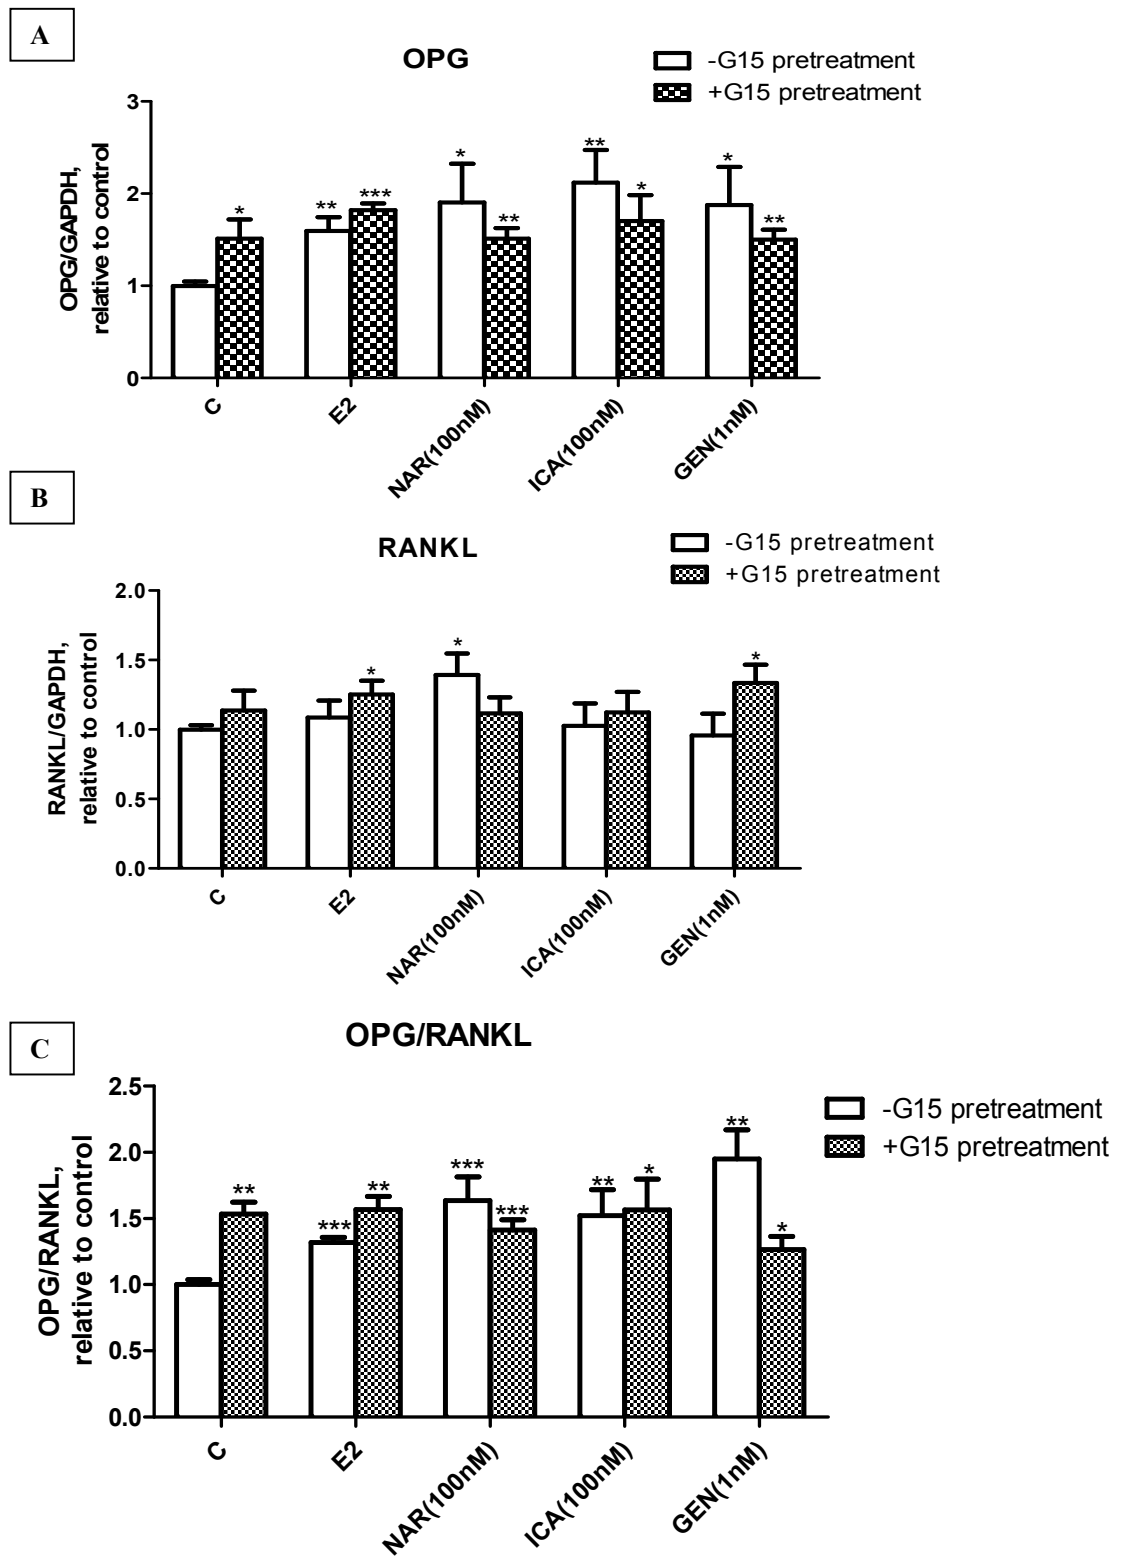 A
OPG
-G15 pretreatment
+G15 pretreatment
OPG/GAPDH,
relative to control
3
2
1
0
*
**
***
*
**
**
*
*
**
C
E2
NAR(100nM)
ICA(100nM)
GEN(1nM)
B
RANKL
-G15 pretreatment
+G15 pretreatment
RANKL/GAPDH,
relative to control
2.0
1.5
1.0
0.5
0.0
*
*
*
C
E2
NAR(100nM)
ICA(100nM)
GEN(1nM)
C
OPG/RANKL
-G15 pretreatment
+G15 pretreatment
OPG/RANKL,
relative to control
2.5
2.0
1.5
1.0
0.5
0.0
**
***
**
***
***
**
*
**
*
C
E2
NAR(100nM)
ICA(100nM)
GEN(1nM)